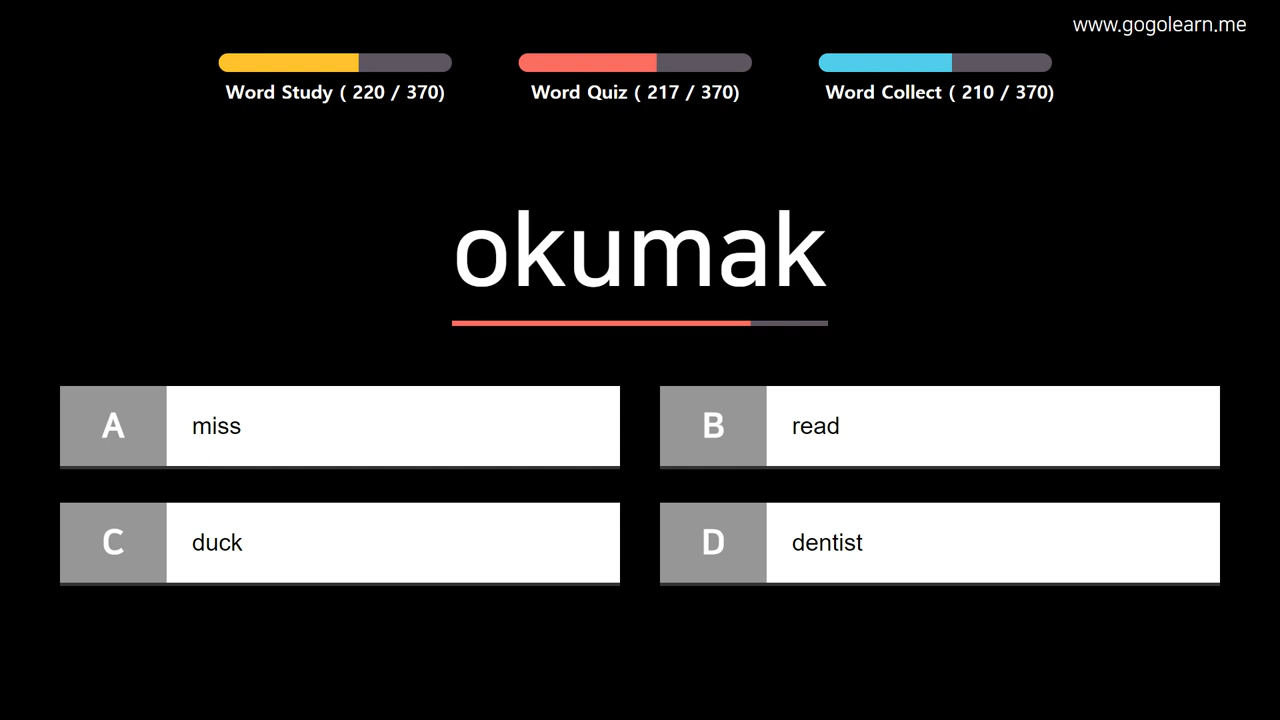 www.gogolearn.me
Word Study ( 220 / 370)
Word Quiz ( 217 / 370)
Word Collect ( 210 / 370)
okumak
A miss
B read
C duck
D dentist